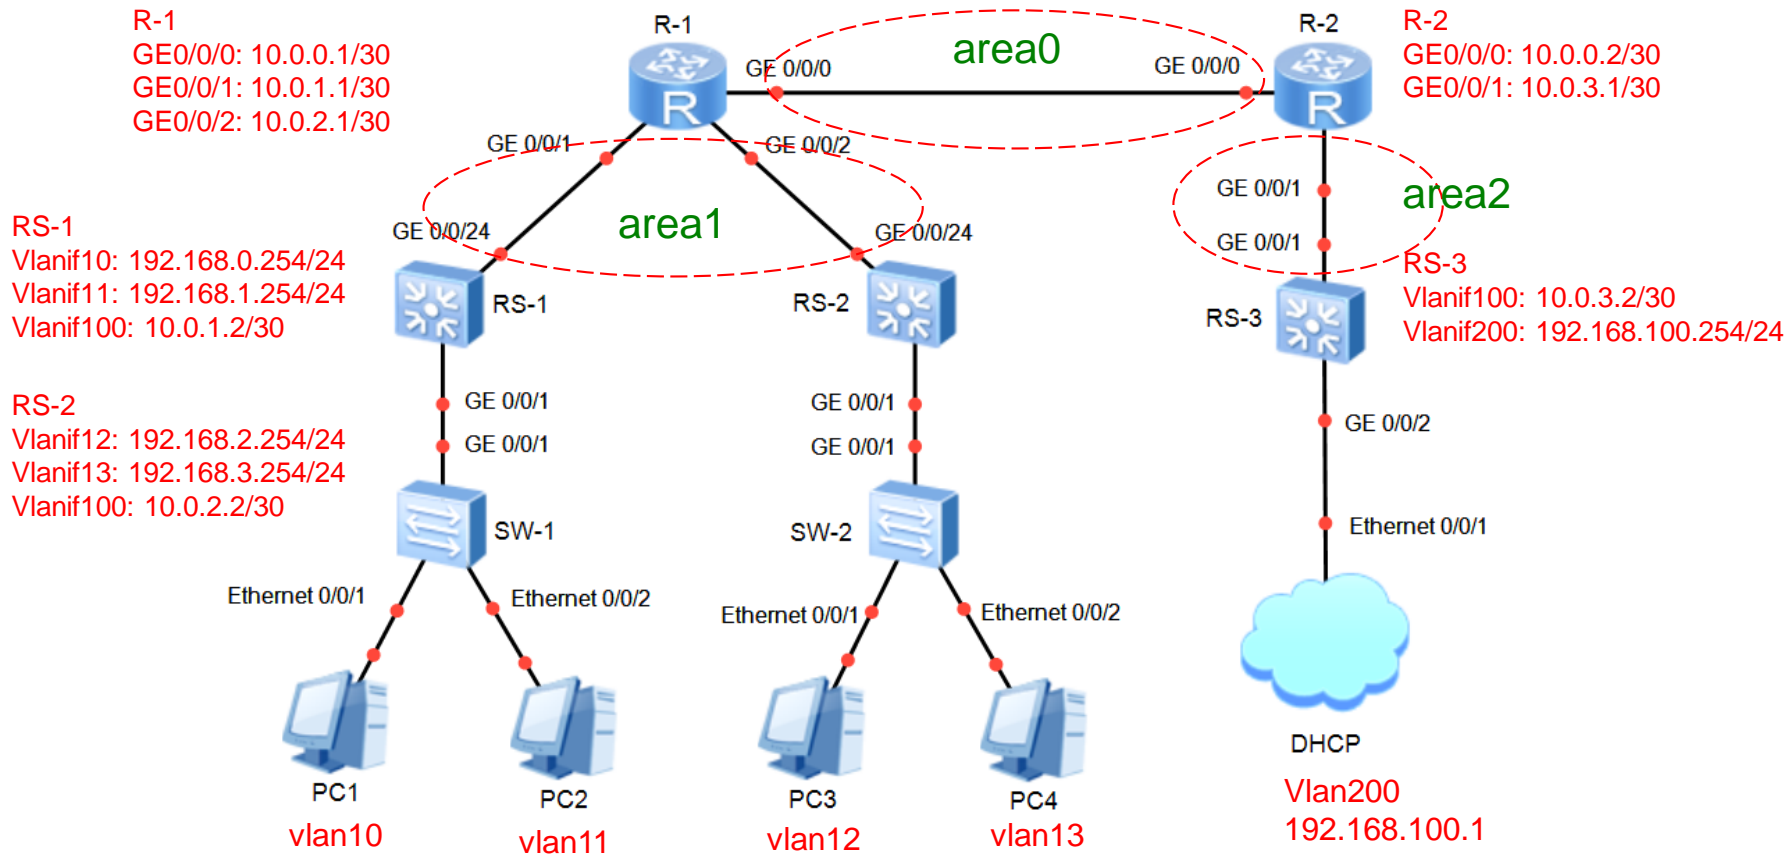 R-1
GE0/0/0: 10.0.0.1/30
GE0/0/1: 10.0.1.1/30
GE0/0/2: 10.0.2.1/30
R-1
R
GE 0/0/0
area0
GE 0/0/0
R-2
R
R-2
GE0/0/0: 10.0.0.2/30
GE0/0/1: 10.0.3.1/30
GE 0/0/1
GE 0/0/2
GE 0/0/24
area1
GE 0/0/24
GE 0/0/1
area2
GE 0/0/1
RS-1
Vlanif10: 192.168.0.254/24
Vlanif11: 192.168.1.254/24
Vlanif100: 10.0.1.2/30
RS-1
RS-2
RS-3
RS-3
Vlanif100: 10.0.3.2/30
Vlanif200: 192.168.100.254/24
RS-2
Vlanif12: 192.168.2.254/24
Vlanif13: 192.168.3.254/24
Vlanif100: 10.0.2.2/30
GE 0/0/1
GE 0/0/1
GE 0/0/1
GE 0/0/1
GE 0/0/2
SW-1
SW-2
Ethernet 0/0/1
Ethernet 0/0/1
Ethernet 0/0/2
Ethernet 0/0/1
Ethernet 0/0/2
PC1
vlan10
PC2
vlan11
PC3
vlan12
PC4
vlan13
DHCP
Vlan200
192.168.100.1